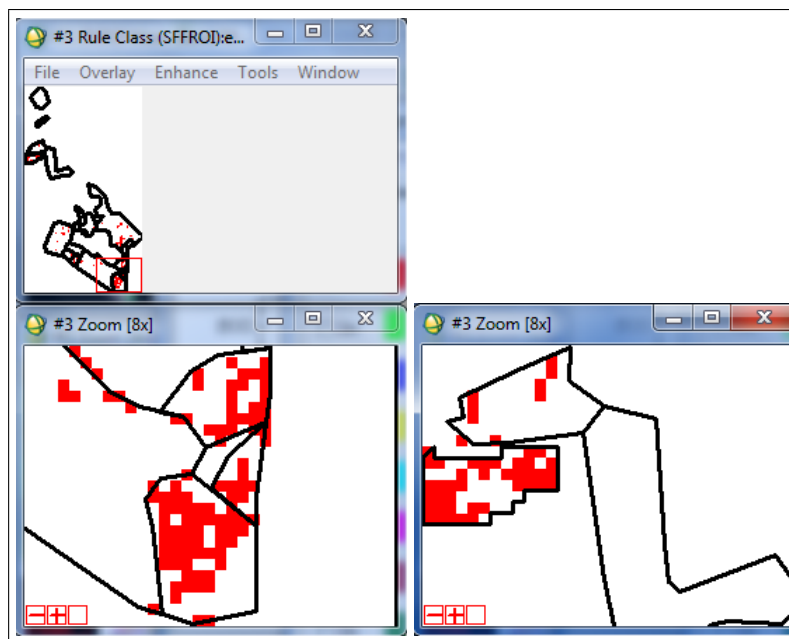 #3 Rule Class (SFFROI):e...
File Overlay Enhance Tools Window
#3 Zoom [8x]
#3 Zoom [8x]